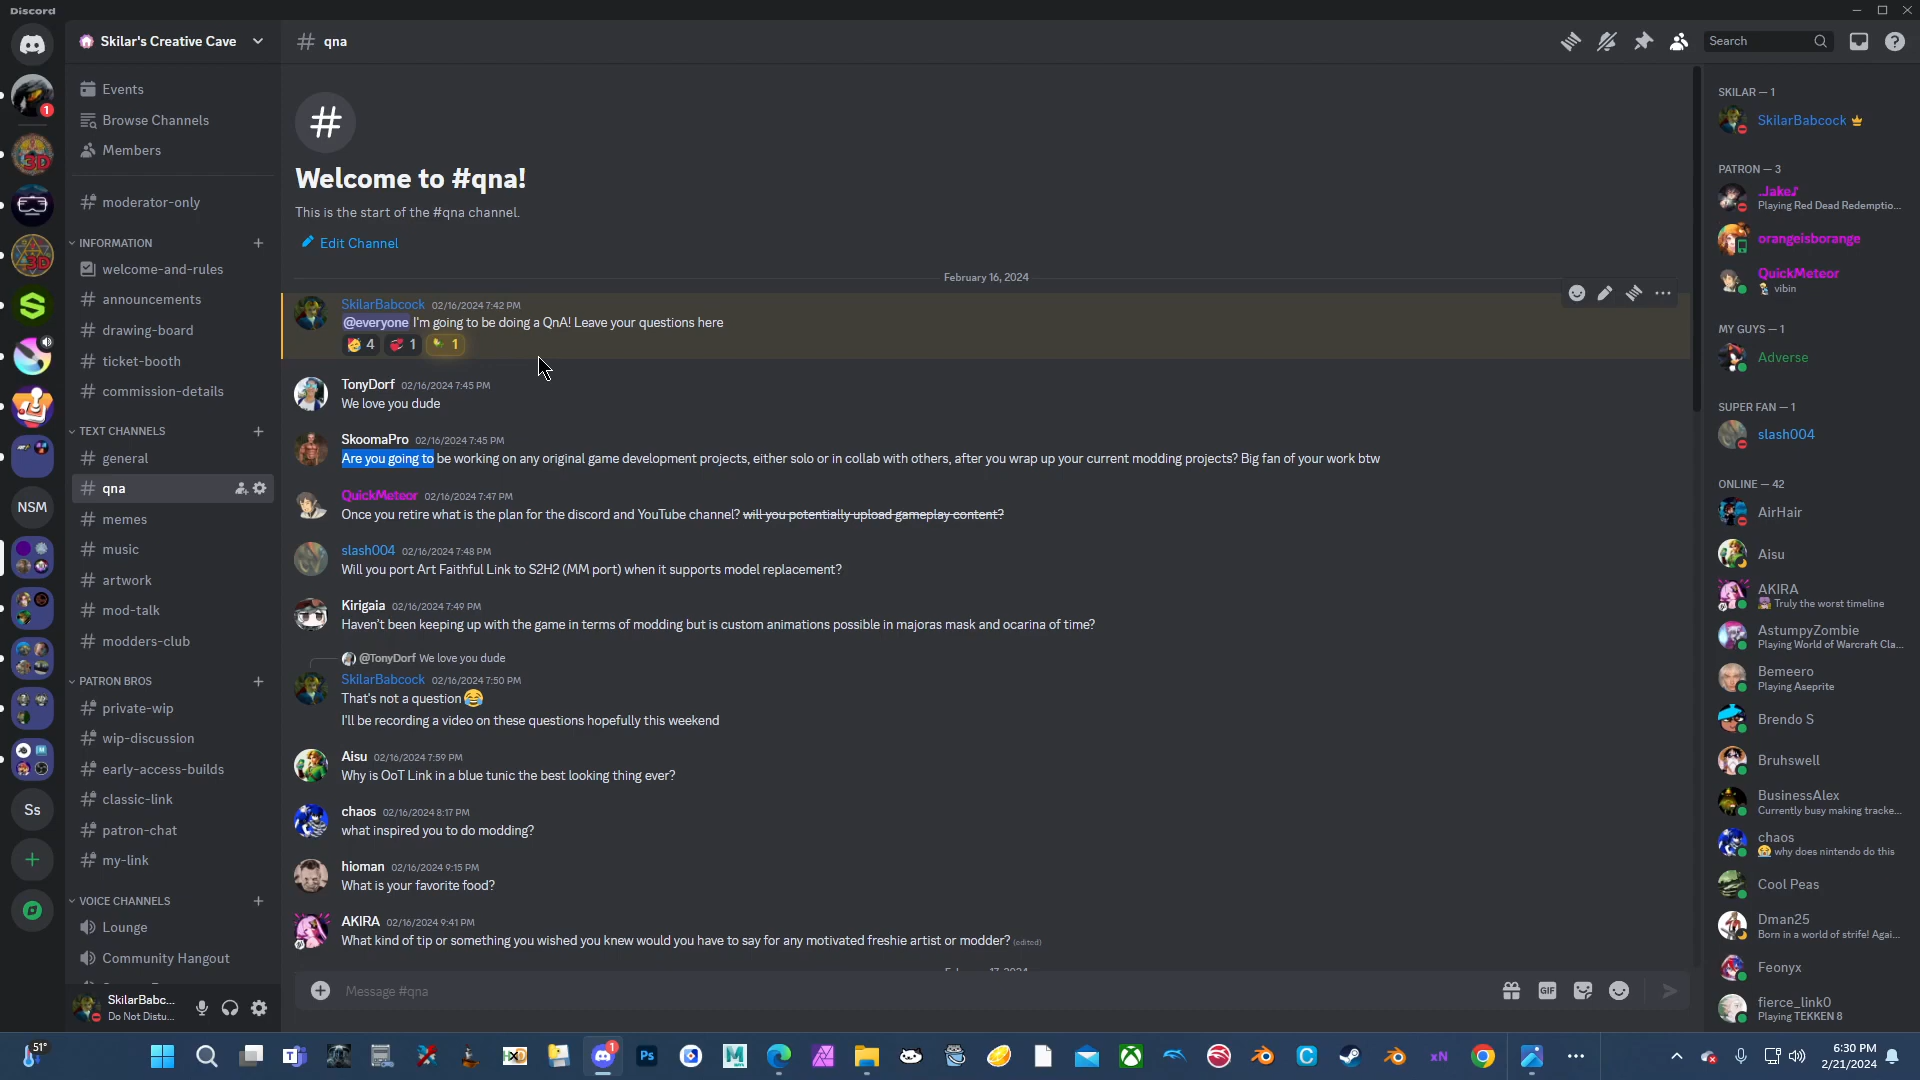 Discord
Skilar's Creative Cave
qna
Search
1
Events
Browse Channels
Members
moderator-only
INFORMATION
welcome-and-rules
announcements
drawing-board
ticket-booth
commission-details
TEXT CHANNELS
general
qna
memes
music
artwork
mod-talk
modders-club
PATRON BROS
private-wip
wip-discussion
early-access-builds
classic-link
patron-chat
my-link
VOICE CHANNELS
Lounge
Community Hangout
SkilarBabc...
Do Not Distu...
3D
3D
NSM
Ss
Welcome to #qna!
This is the start of the #qna channel.
Edit Channel
February 16, 2024
SkilarBabcock 02/16/2024 7:42 PM
@everyone I'm going to be doing a QnA! Leave your questions here
4 1 1
TonyDorf 02/16/2024 7:45 PM
We love you dude
SkoomaPro 02/16/2024 7:45 PM
Are you going to be working on any original game development projects, either solo or in collab with others, after you wrap up your current modding projects? Big fan of your work btw
QuickMeteor 02/16/2024 7:47 PM
Once you retire what is the plan for the discord and YouTube channel? will you potentially upload gameplay content?
slash004 02/16/2024 7:48 PM
Will you port Art Faithful Link to S2H2 (MM port) when it supports model replacement?
Kirigaia 02/16/2024 7:49 PM
Haven't been keeping up with the game in terms of modding but is custom animations possible in majoras mask and ocarina of time?
@TonyDorf We love you dude
SkilarBabcock 02/16/2024 7:50 PM
That's not a question 😂
I'll be recording a video on these questions hopefully this weekend
Aisu 02/16/2024 7:59 PM
Why is OoT Link in a blue tunic the best looking thing ever?
chaos 02/16/2024 8:17 PM
what inspired you to do modding?
hioman 02/16/2024 9:15 PM
What is your favorite food?
AKIRA 02/16/2024 9:41 PM
What kind of tip or something you wished you knew would you have to say for any motivated freshie artist or modder? (edited)
Message #qna
GIF
SKILAR — 1
SkilarBabcock
PATRON — 3
.Jake♪
Playing Red Dead Redemptio...
orangeisborange
QuickMeteor
vibin
MY GUYS — 1
Adverse
SUPER FAN — 1
slash004
ONLINE — 42
AirHair
Aisu
AKIRA
Truly the worst timeline
AstumpyZombie
Playing World of Warcraft Cla...
Bemeero
Playing Aseprite
Brendo S
Bruhswell
BusinessAlex
Currently busy making tracke...
chaos
why does nintendo do this
Cool Peas
Dman25
Born in a world of strife! Agai...
Feonyx
fierce_link0
Playing TEKKEN 8
51°
HXD
1
Ps
M
C
xN
6:30 PM
2/21/2024